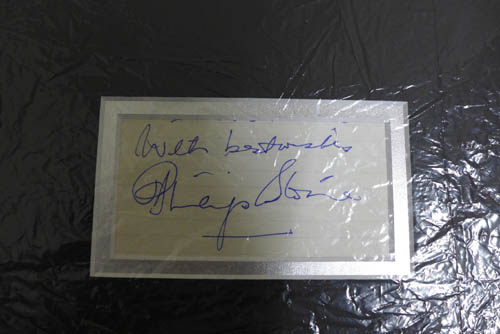 With best wishes
Philip Stone